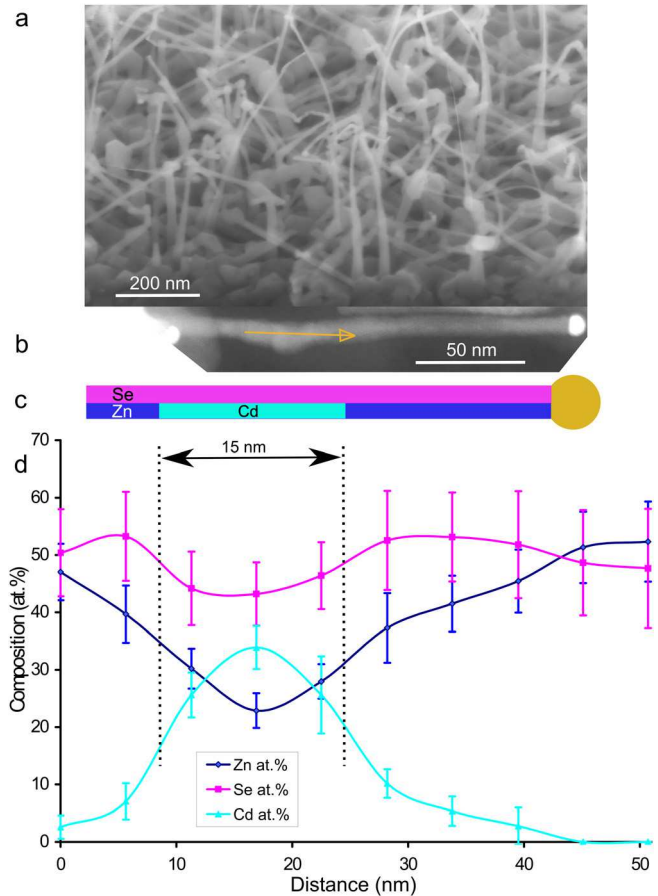 a
200 nm
b
50 nm
c
Se
Zn
Cd
d
70
60
50
40
30
20
10
0
Composition (at.%)
15 nm
Zn at.%
Se at.%
Cd at.%
0
10
20
30
40
50
Distance (nm)